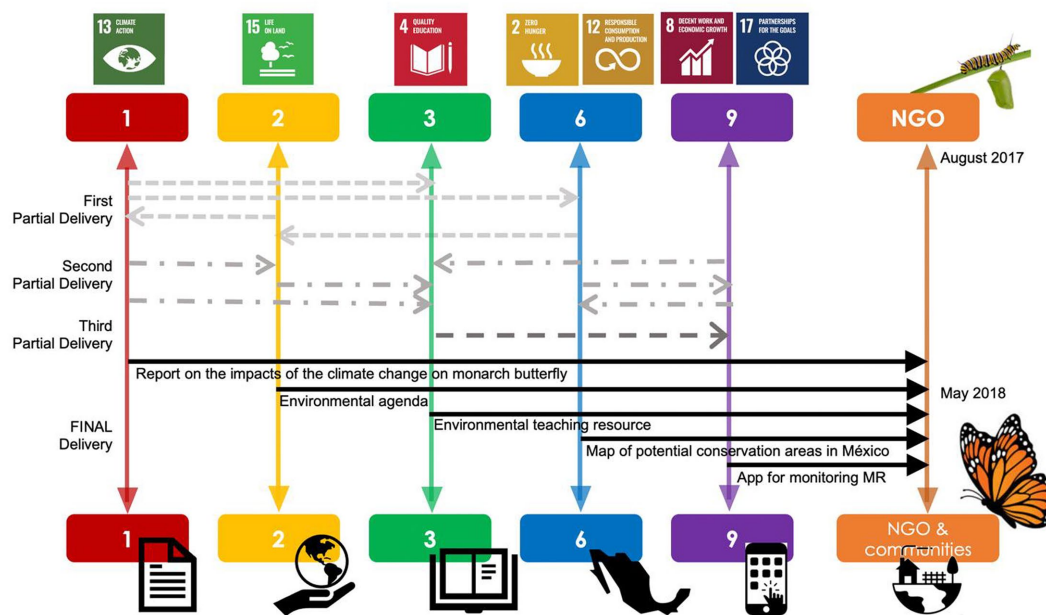 13 CLIMATE
ACTION
15 LIFE
ON LAND
4 QUALITY
EDUCATION
2 ZERO
HUNGER
12 RESPONSIBLE
CONSUMPTION
AND PRODUCTION
8 DECENT WORK AND
ECONOMIC GROWTH
17 PARTNERSHIPS
FOR THE GOALS
1
2
3
6
9
NGO
August 2017
First
Partial Delivery
Second
Partial Delivery
Third
Partial Delivery
Report on the impacts of the climate change on monarch butterfly
May 2018
Environmental agenda
FINAL
Delivery
Environmental teaching resource
Map of potential conservation areas in México
App for monitoring MR
1
2
3
6
9
NGO &
communities